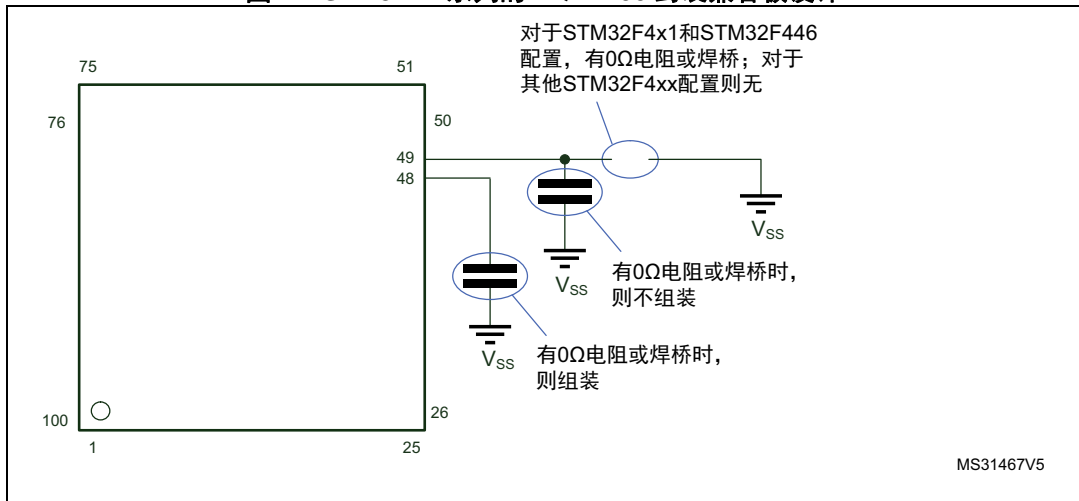 对于STM32F4x1和STM32F446
配置，有0Ω电阻或焊桥；对于
其他STM32F4xx配置则无
75
51
76
50
49
48
VSS
VSS
有0Ω电阻或焊桥时，
则不组装
VSS
有0Ω电阻或焊桥时，
则组装
100
26
1
25
MS31467V5